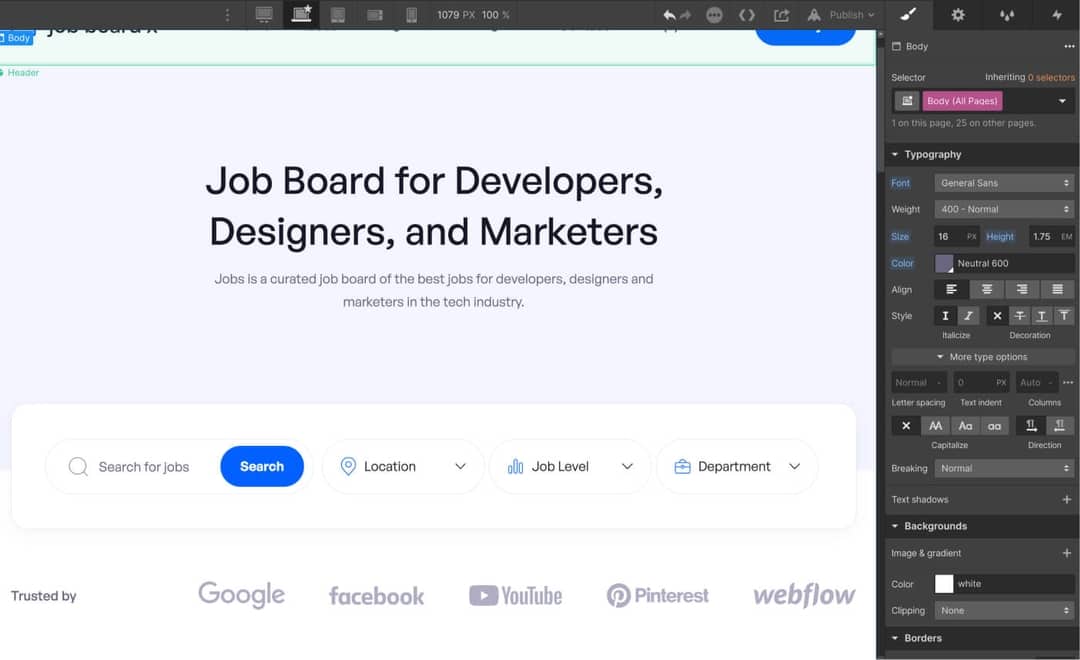 1079 PX 100 %
Publish
Body
Header
Job Board for Developers,
Designers, and Marketers
Jobs is a curated job board of the best jobs for developers, designers and
marketers in the tech industry.
Search for jobs
Search
Location
Job Level
Department
Trusted by
Google
facebook
YouTube
Pinterest
webflow
Body
Selector
Inheriting 0 selectors
Body (All Pages)
1 on this page, 25 on other pages.
Typography
Font
General Sans
Weight
400 - Normal
Size
16 PX
Height
1.75 EM
Color
Neutral 600
Align
Style
Italicize
Decoration
More type options
Normal -
0 PX
Auto -
Letter spacing
Text indent
Columns
AA
Aa
aa
Capitalize
Direction
Breaking
Normal
Text shadows
Backgrounds
Image & gradient
Color
white
Clipping
None
Borders